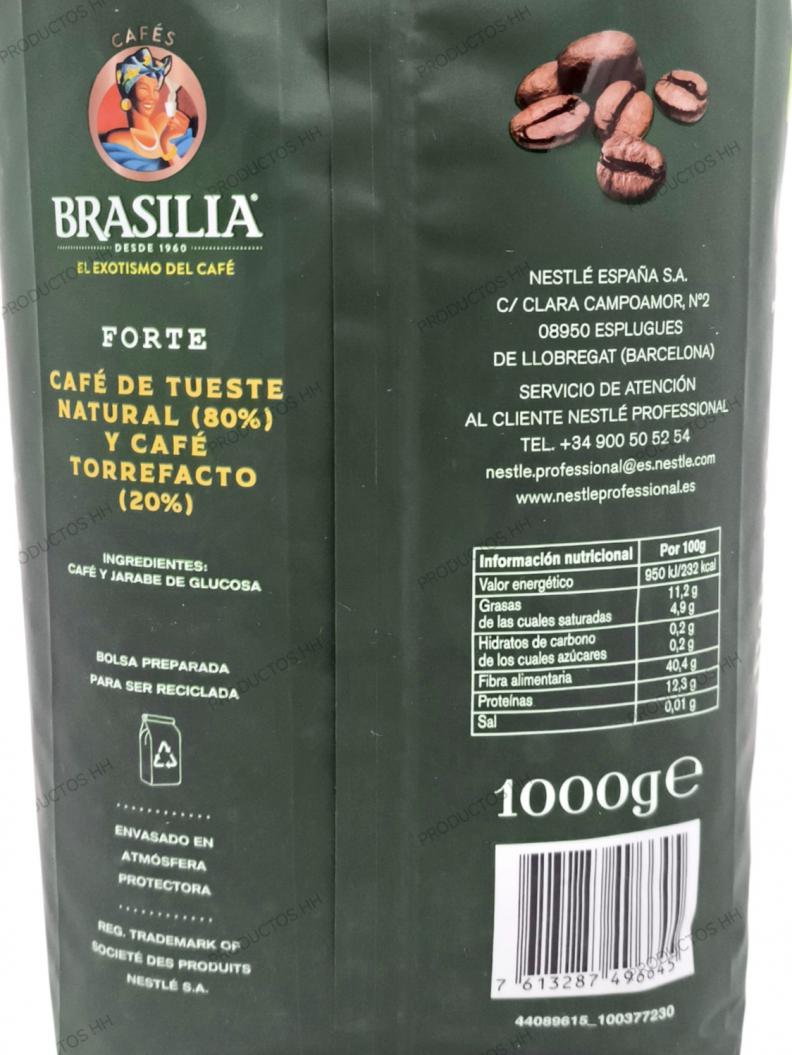 CAFÉS
BRASILIA
DESDE 1960
EL EXOTISMO DEL CAFÉ
FORTE
CAFÉ DE TUESTE
NATURAL (80%)
Y CAFÉ
TORREFACTO
(20%)
INGREDIENTES:
CAFÉ Y JARABE DE GLUCOSA
BOLSA PREPARADA
PARA SER RECICLADA
ENVASADO EN
ATMÓSFERA
PROTECTORA
REG. TRADEMARK OF
SOCIETÉ DES PRODUITS
NESTLÉ S.A.
NESTLÉ ESPAÑA S.A.
C/ CLARA CAMPOAMOR, Nº2
08950 ESPLUGUES
DE LLOBREGAT (BARCELONA)
SERVICIO DE ATENCIÓN
AL CLIENTE NESTLÉ PROFESSIONAL
TEL. +34 900 50 52 54
nestle.professional@es.nestle.com
www.nestleprofessional.es
Información nutricional Por 100g
Valor energético 950 kJ/232 kcal
Grasas 11,2 g
de las cuales saturadas 4,9 g
Hidratos de carbono 0,2 g
de los cuales azúcares 0,2 g
Fibra alimentaria 40,4 g
Proteínas 12,3 g
Sal 0,01 g
1000g e
7 613287 496645
44089615_100377230
PRODUCTOS HH